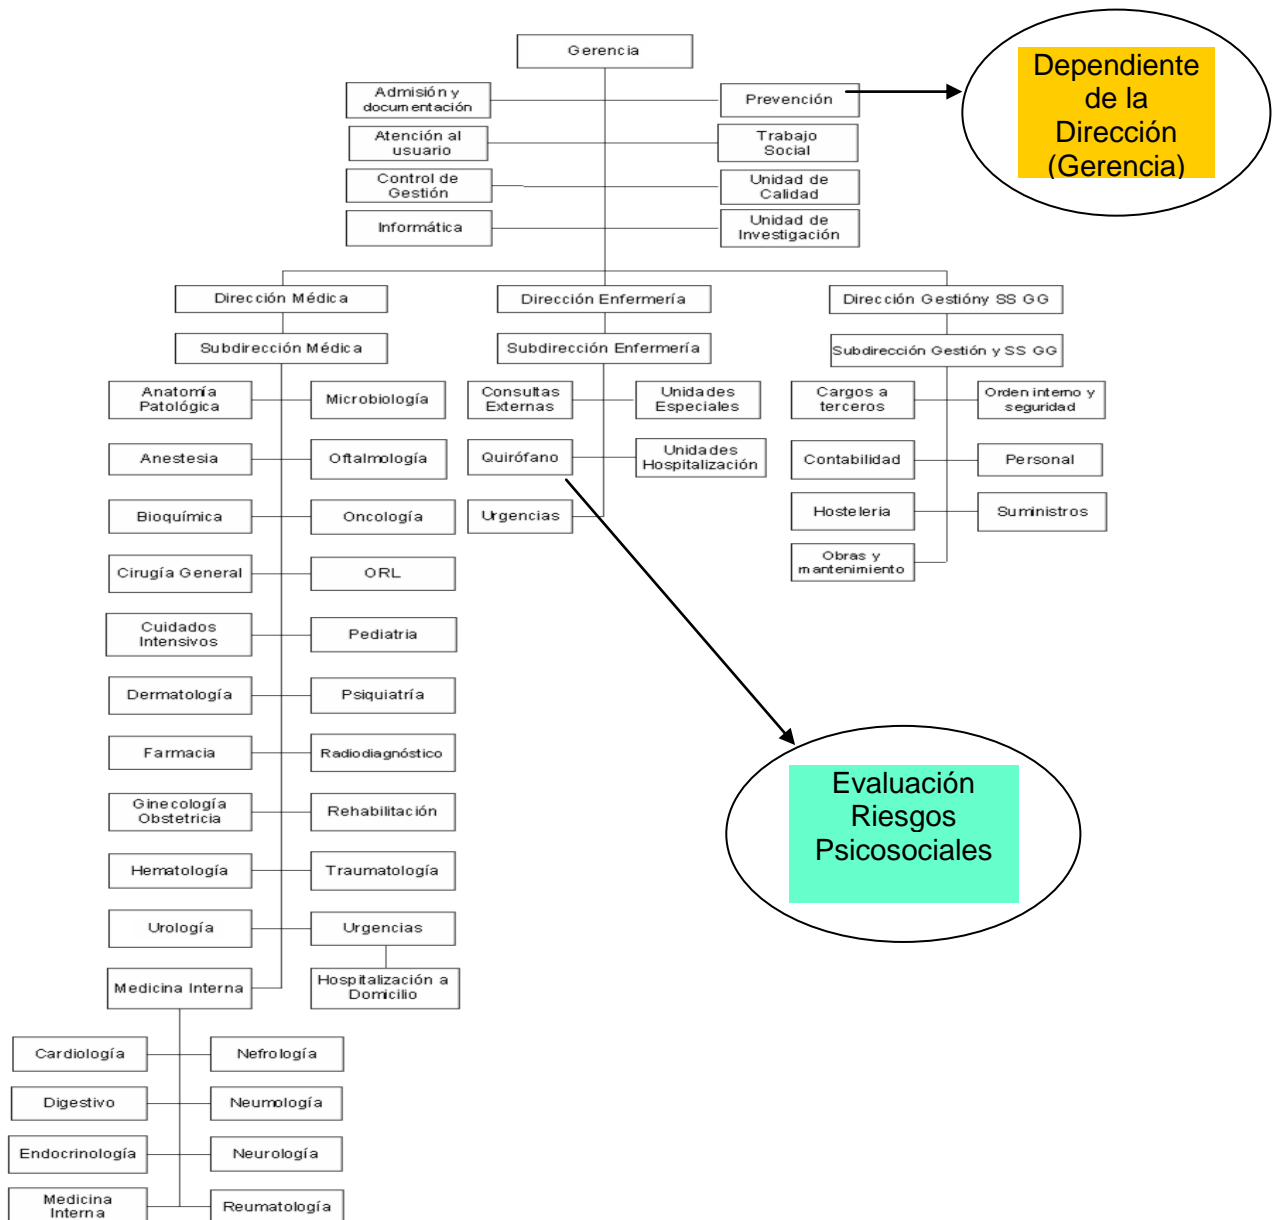 Gerencia
Admisión y
documentación
Prevención
Atención al
usuario
Trabajo
Social
Control de
Gestión
Unidad de
Calidad
Informática
Unidad de
Investigación
Dependiente
de la
Dirección
(Gerencia)
Dirección Médica
Dirección Enfermería
Dirección Gestióny SS GG
Subdirección Médica
Subdirección Enfermería
Subdirección Gestión y SS GG
Anatomía
Patológica
Microbiología
Anestesia
Oftalmología
Bioquímica
Oncología
Cirugía General
ORL
Cuidados
Intensivos
Pediatria
Dermatología
Psiquiatría
Farmacia
Radiodiagnóstico
Ginecología
Obstetricia
Rehabilitación
Hematología
Traumatología
Urología
Urgencias
Medicina Interna
Hospitalización a
Domicilio
Cardiología
Nefrología
Digestivo
Neumología
Endocrinología
Neurología
Medicina
Interna
Reumatología
Consultas
Externas
Unidades
Especiales
Quirófano
Unidades
Hospitalización
Urgencias
Cargos a
terceros
Orden interno y
seguridad
Contabilidad
Personal
Hosteleria
Suministros
Obras y
mantenimiento
Evaluación
Riesgos
Psicosociales